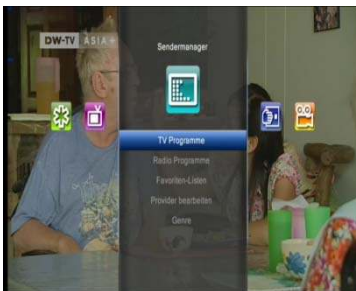 DW-TV ASIA+
Sendermanager
TV Programme
Radio Programme
Favoriten-Listen
Provider bearbeiten
Genre